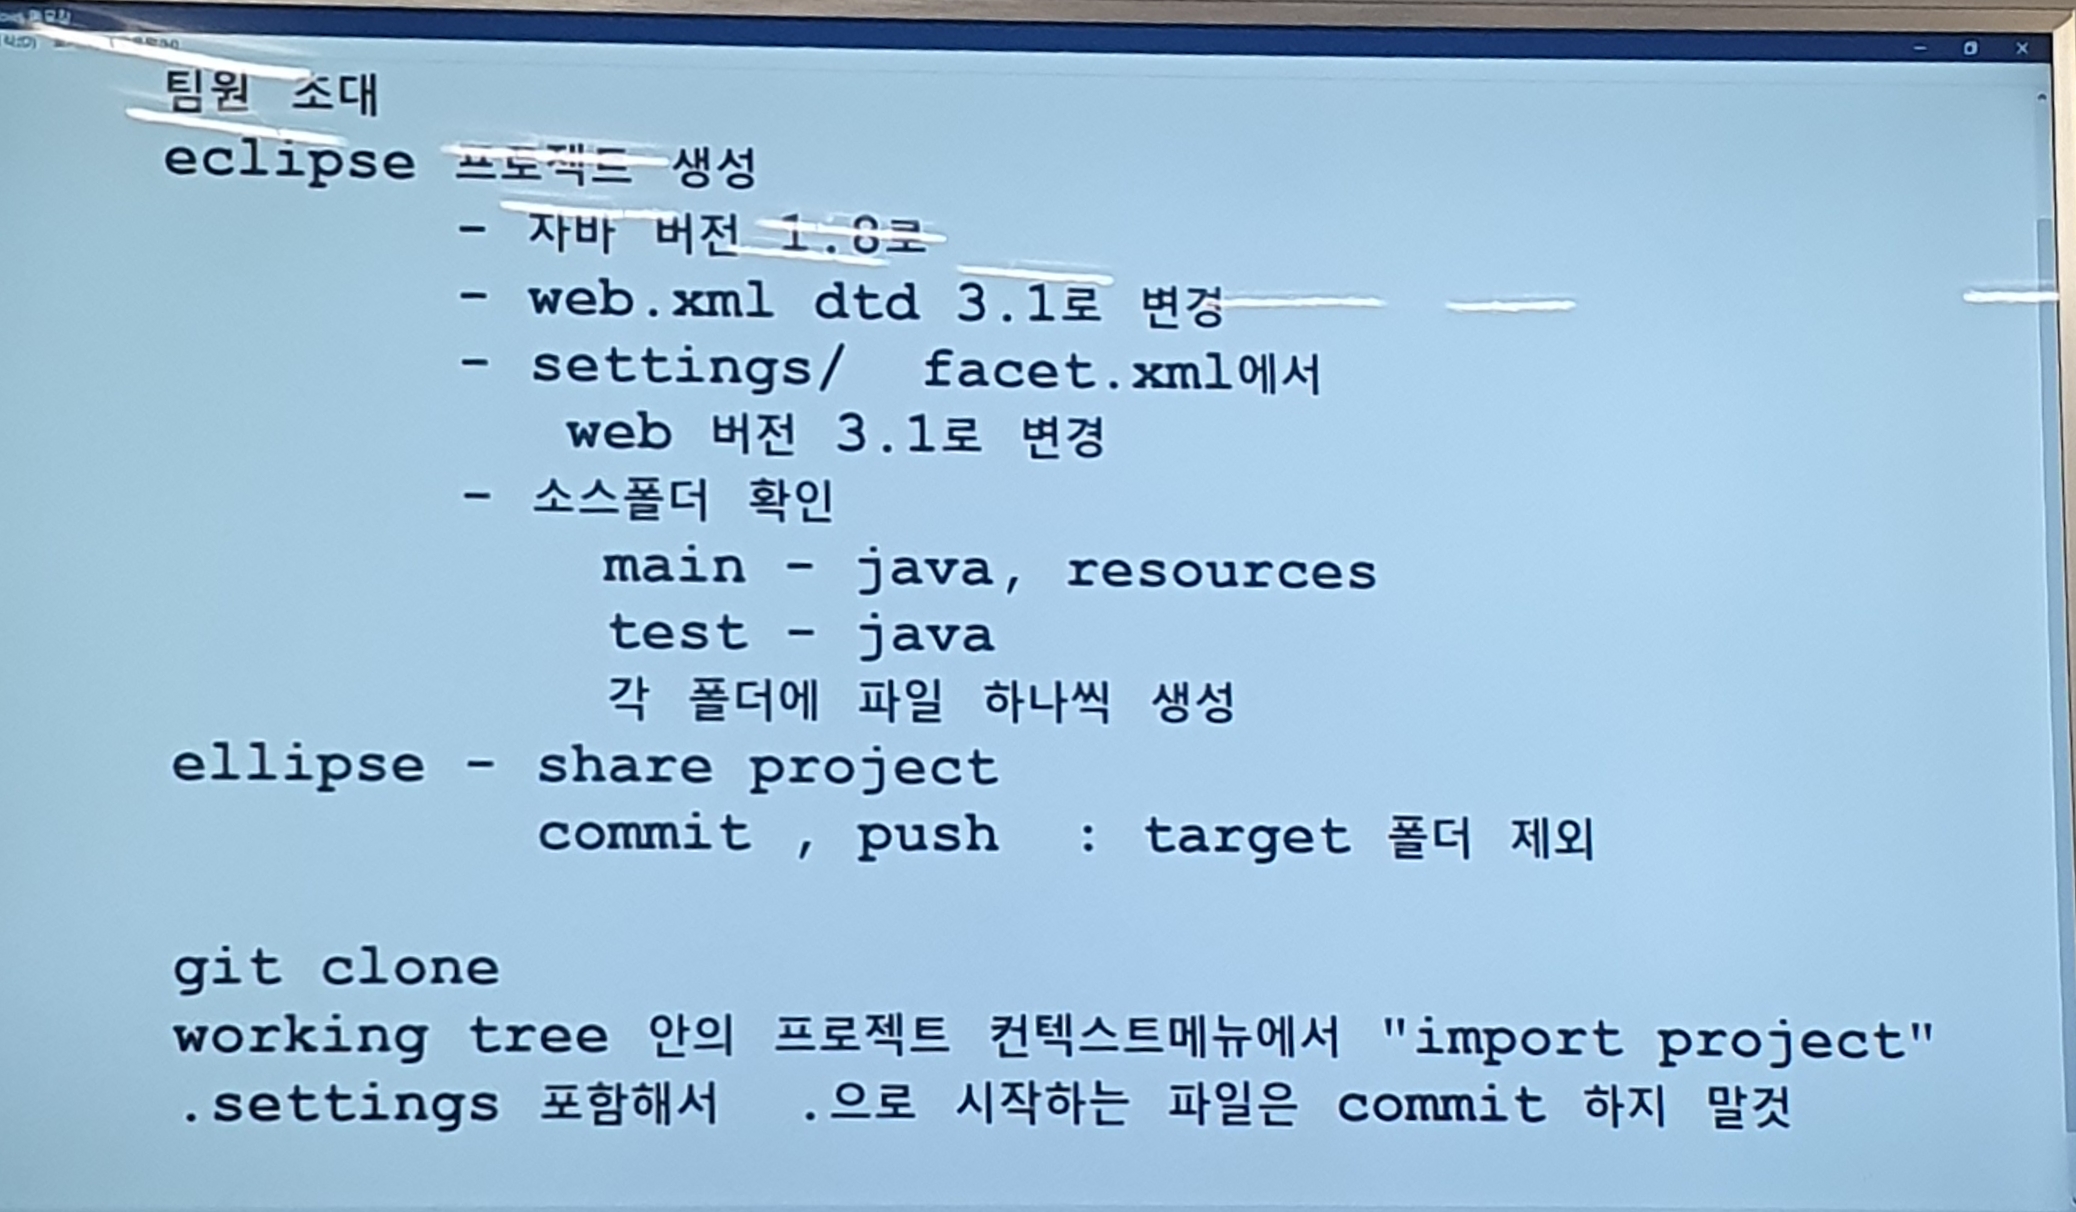 팀원 초대
eclipse 프로젝트 생성
- 자바 버전 1.8로
- web.xml dtd 3.1로 변경
- settings/ facet.xml에서
web 버전 3.1로 변경
- 소스폴더 확인
main - java, resources
test - java
각 폴더에 파일 하나씩 생성
ellipse - share project
commit , push : target 폴더 제외
git clone
working tree 안의 프로젝트 컨텍스트메뉴에서 "import project"
.settings 포함해서 .으로 시작하는 파일은 commit 하지 말것